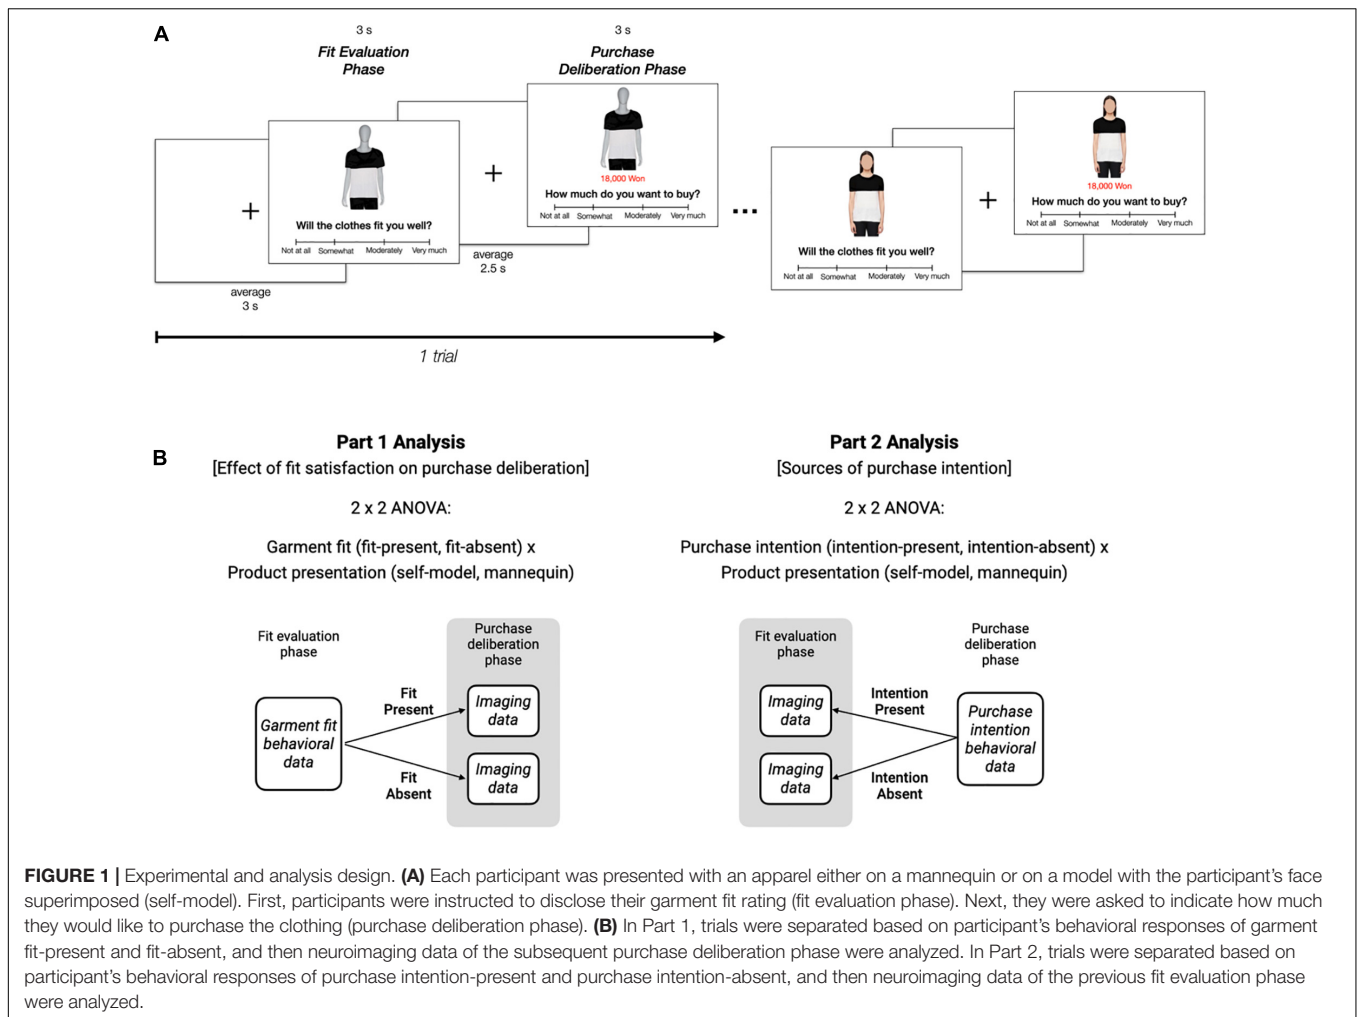 A
3 s
Fit Evaluation
Phase
3 s
Purchase
Deliberation Phase
+
Will the clothes fit you well?
Not at all Somewhat Moderately Very much
average
3 s
+
18,000 Won
How much do you want to buy?
Not at all Somewhat Moderately Very much
average
2.5 s
...
Will the clothes fit you well?
Not at all Somewhat Moderately Very much
+
18,000 Won
How much do you want to buy?
Not at all Somewhat Moderately Very much
1 trial
B
Part 1 Analysis
[Effect of fit satisfaction on purchase deliberation]
2 x 2 ANOVA:
Garment fit (fit-present, fit-absent) x
Product presentation (self-model, mannequin)
Fit evaluation
phase
Purchase
deliberation
phase
Garment fit
behavioral
data
Fit
Present
Fit
Absent
Imaging
data
Imaging
data
Part 2 Analysis
[Sources of purchase intention]
2 x 2 ANOVA:
Purchase intention (intention-present, intention-absent) x
Product presentation (self-model, mannequin)
Fit evaluation
phase
Purchase
deliberation
phase
Imaging
data
Imaging
data
Intention
Present
Intention
Absent
Purchase
intention
behavioral
data
FIGURE 1 | Experimental and analysis design. (A) Each participant was presented with an apparel either on a mannequin or on a model with the participant's face
superimposed (self-model). First, participants were instructed to disclose their garment fit rating (fit evaluation phase). Next, they were asked to indicate how much
they would like to purchase the clothing (purchase deliberation phase). (B) In Part 1, trials were separated based on participant's behavioral responses of garment
fit-present and fit-absent, and then neuroimaging data of the subsequent purchase deliberation phase were analyzed. In Part 2, trials were separated based on
participant's behavioral responses of purchase intention-present and purchase intention-absent, and then neuroimaging data of the previous fit evaluation phase
were analyzed.